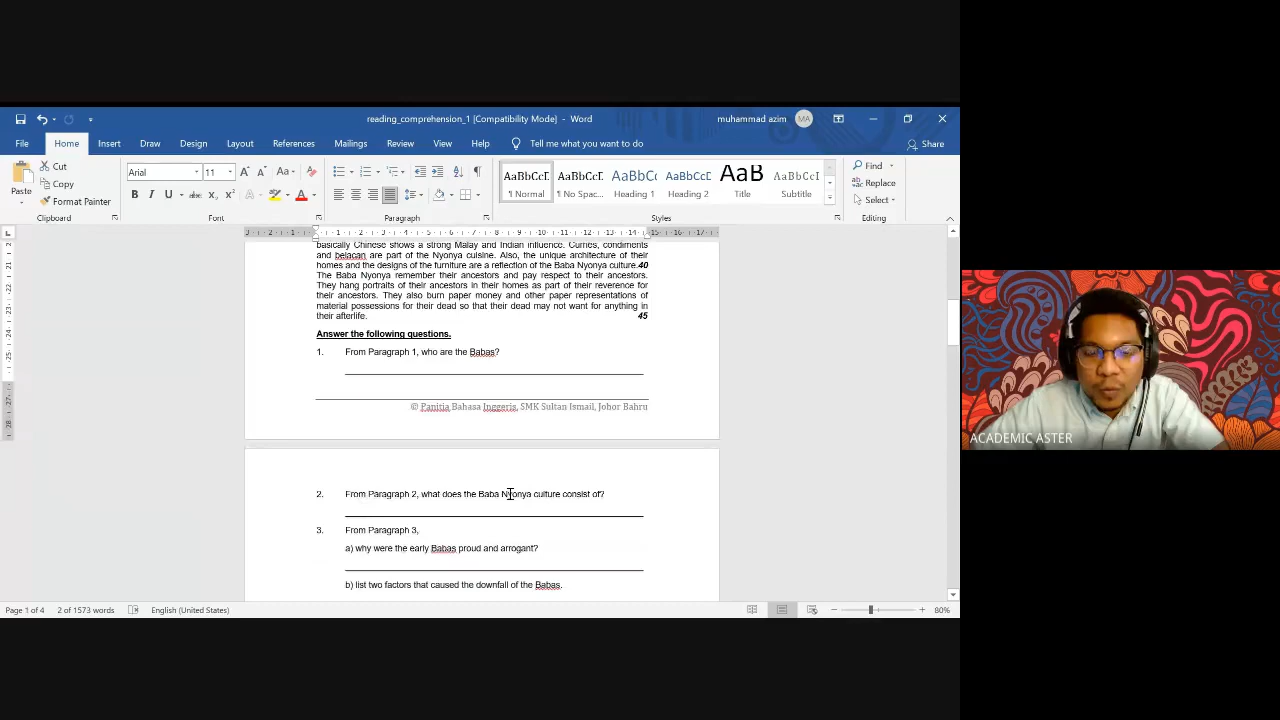 reading_comprehension_1 [Compatibility Mode] - Word
muhammad azim
MA
File Home Insert Draw Design Layout References Mailings Review View Help Tell me what you want to do
Share
Paste
Cut
Copy
Format Painter
Clipboard
Arial 11
Font
Paragraph
AaBbCcI AaBbCcI AaBbCcI AaBbCcI AaB AaBbCcI
¶ Normal ¶ No Spac... Heading 1 Heading 2 Title Subtitle
Styles
Find
Replace
Select
Editing
basically Chinese shows a strong Malay and Indian influence. Curries, condiments
and belacan are part of the Nyonya cuisine. Also, the unique architecture of their
homes and the designs of the furniture are a reflection of the Baba Nyonya culture.40
The Baba Nyonya remember their ancestors and pay respect to their ancestors.
They hang portraits of their ancestors in their homes as part of their reverence for
their ancestors. They also burn paper money and other paper representations of
material possessions for their dead so that their dead may not want for anything in
their afterlife. 45
Answer the following questions.
1. From Paragraph 1, who are the Babas?
© Panitia Bahasa Inggeris, SMK Sultan Ismail, Johor Bahru
2. From Paragraph 2, what does the Baba Nyonya culture consist of?
3. From Paragraph 3,
a) why were the early Babas proud and arrogant?
b) list two factors that caused the downfall of the Babas.
Page 1 of 4 2 of 1573 words English (United States) 80%
ACADEMIC ASTER